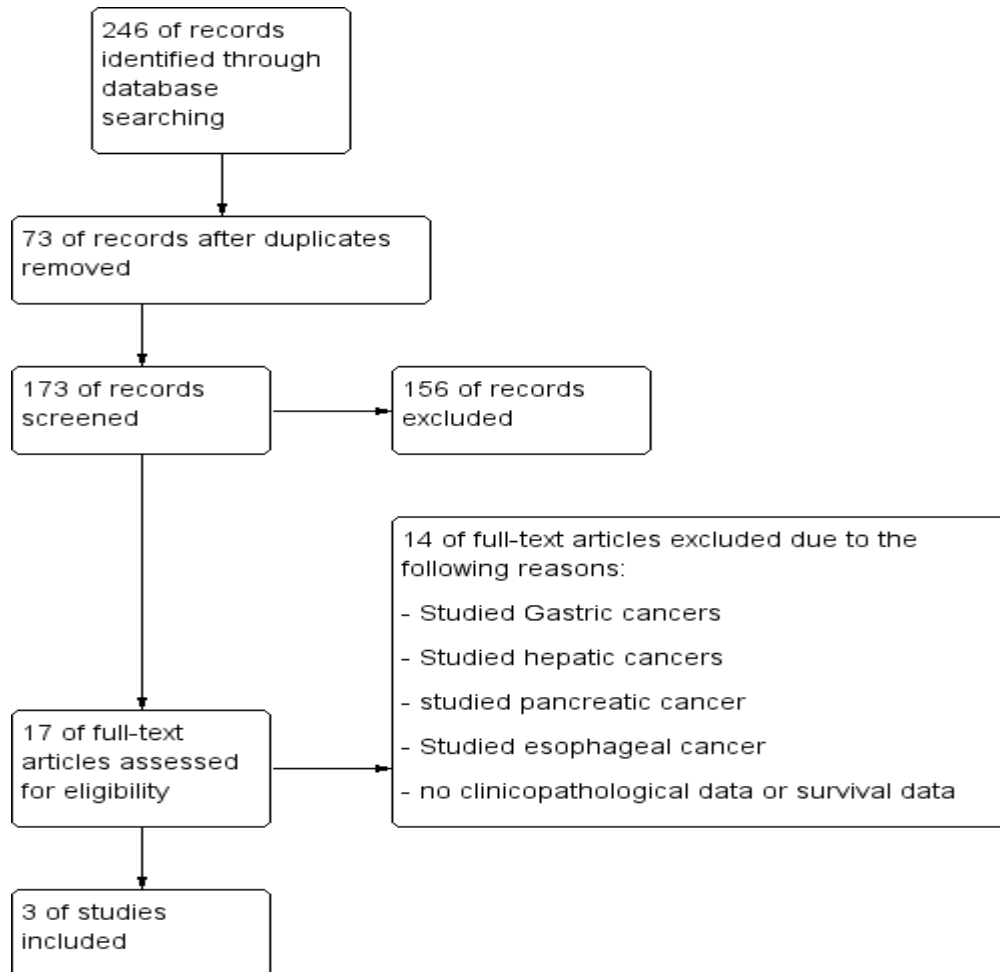 246 of records
identified through
database
searching
73 of records after duplicates
removed
173 of records
screened
156 of records
excluded
14 of full-text articles excluded due to the
following reasons:
- Studied Gastric cancers
- Studied hepatic cancers
- studied pancreatic cancer
- Studied esophageal cancer
- no clinicopathological data or survival data
17 of full-text
articles assessed
for eligibility
3 of studies
included